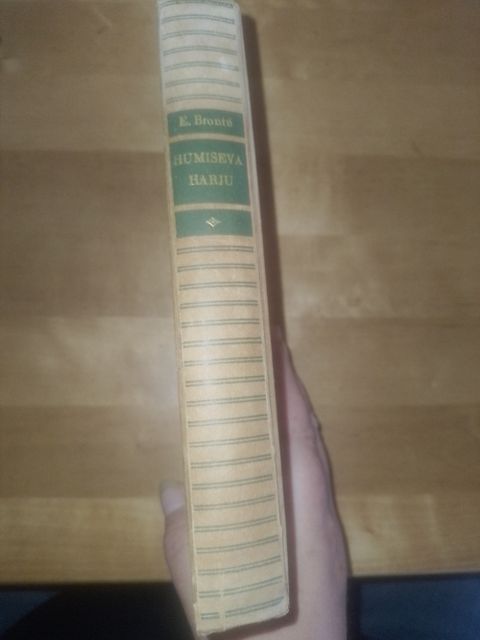 E. Brontë
HUMISEVA
HARJU